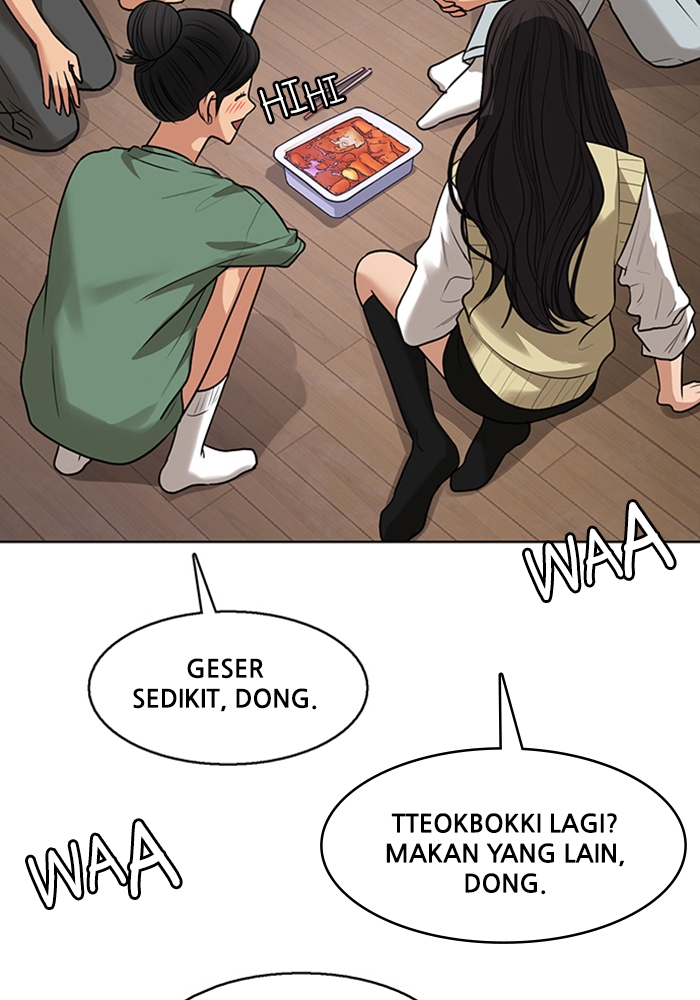 HIHI
WAA
GESER
SEDIKIT, DONG.
TTEOKBOKKI LAGI?
MAKAN YANG LAIN,
DONG.
WAA